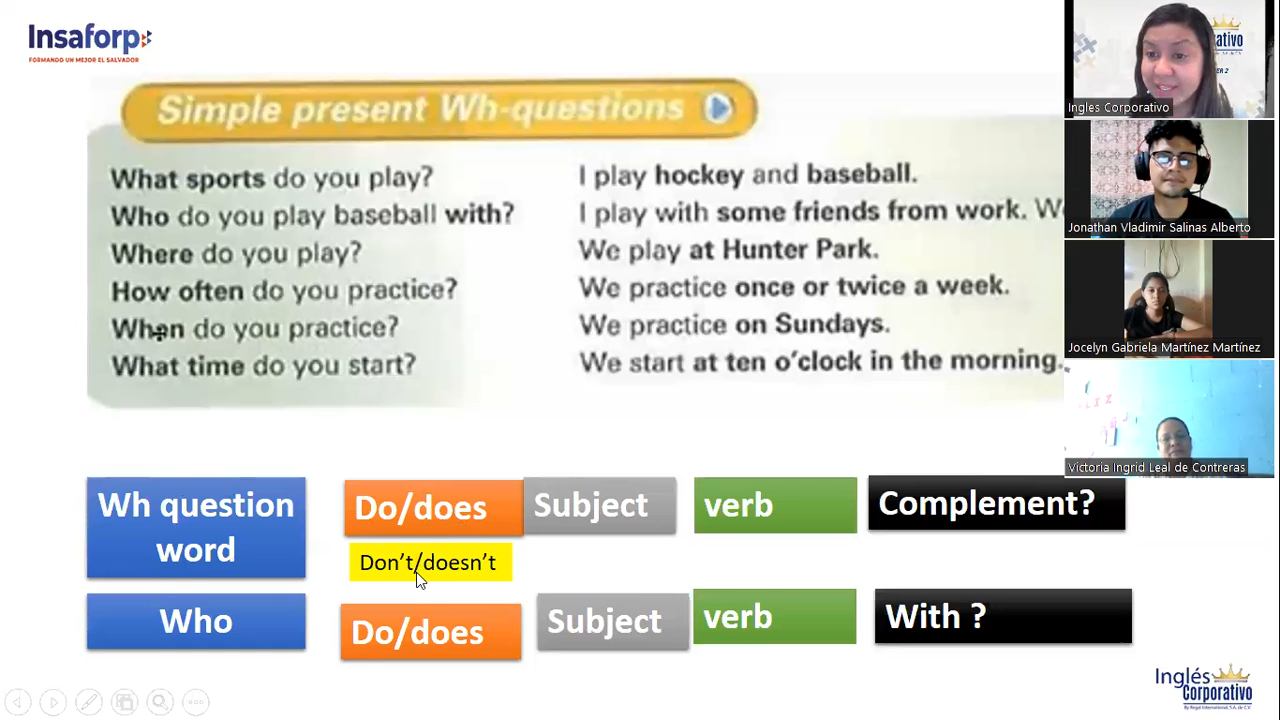 Insaforp
FORMANDO UN MEJOR EL SALVADOR
Simple present Wh-questions
What sports do you play? I play hockey and baseball.
Who do you play baseball with? I play with some friends from work. We
Where do you play? We play at Hunter Park.
How often do you practice? We practice once or twice a week.
When do you practice? We practice on Sundays.
What time do you start? We start at ten o'clock in the morning.
Wh question word Do/does Subject verb Complement?
Don't/doesn't
Who Do/does Subject verb With ?
Ingles Corporativo
Jonathan Vladimir Salinas Alberto
Jocelyn Gabriela Martínez Martínez
Victoria Ingrid Leal de Contreras
Inglés
Corporativo